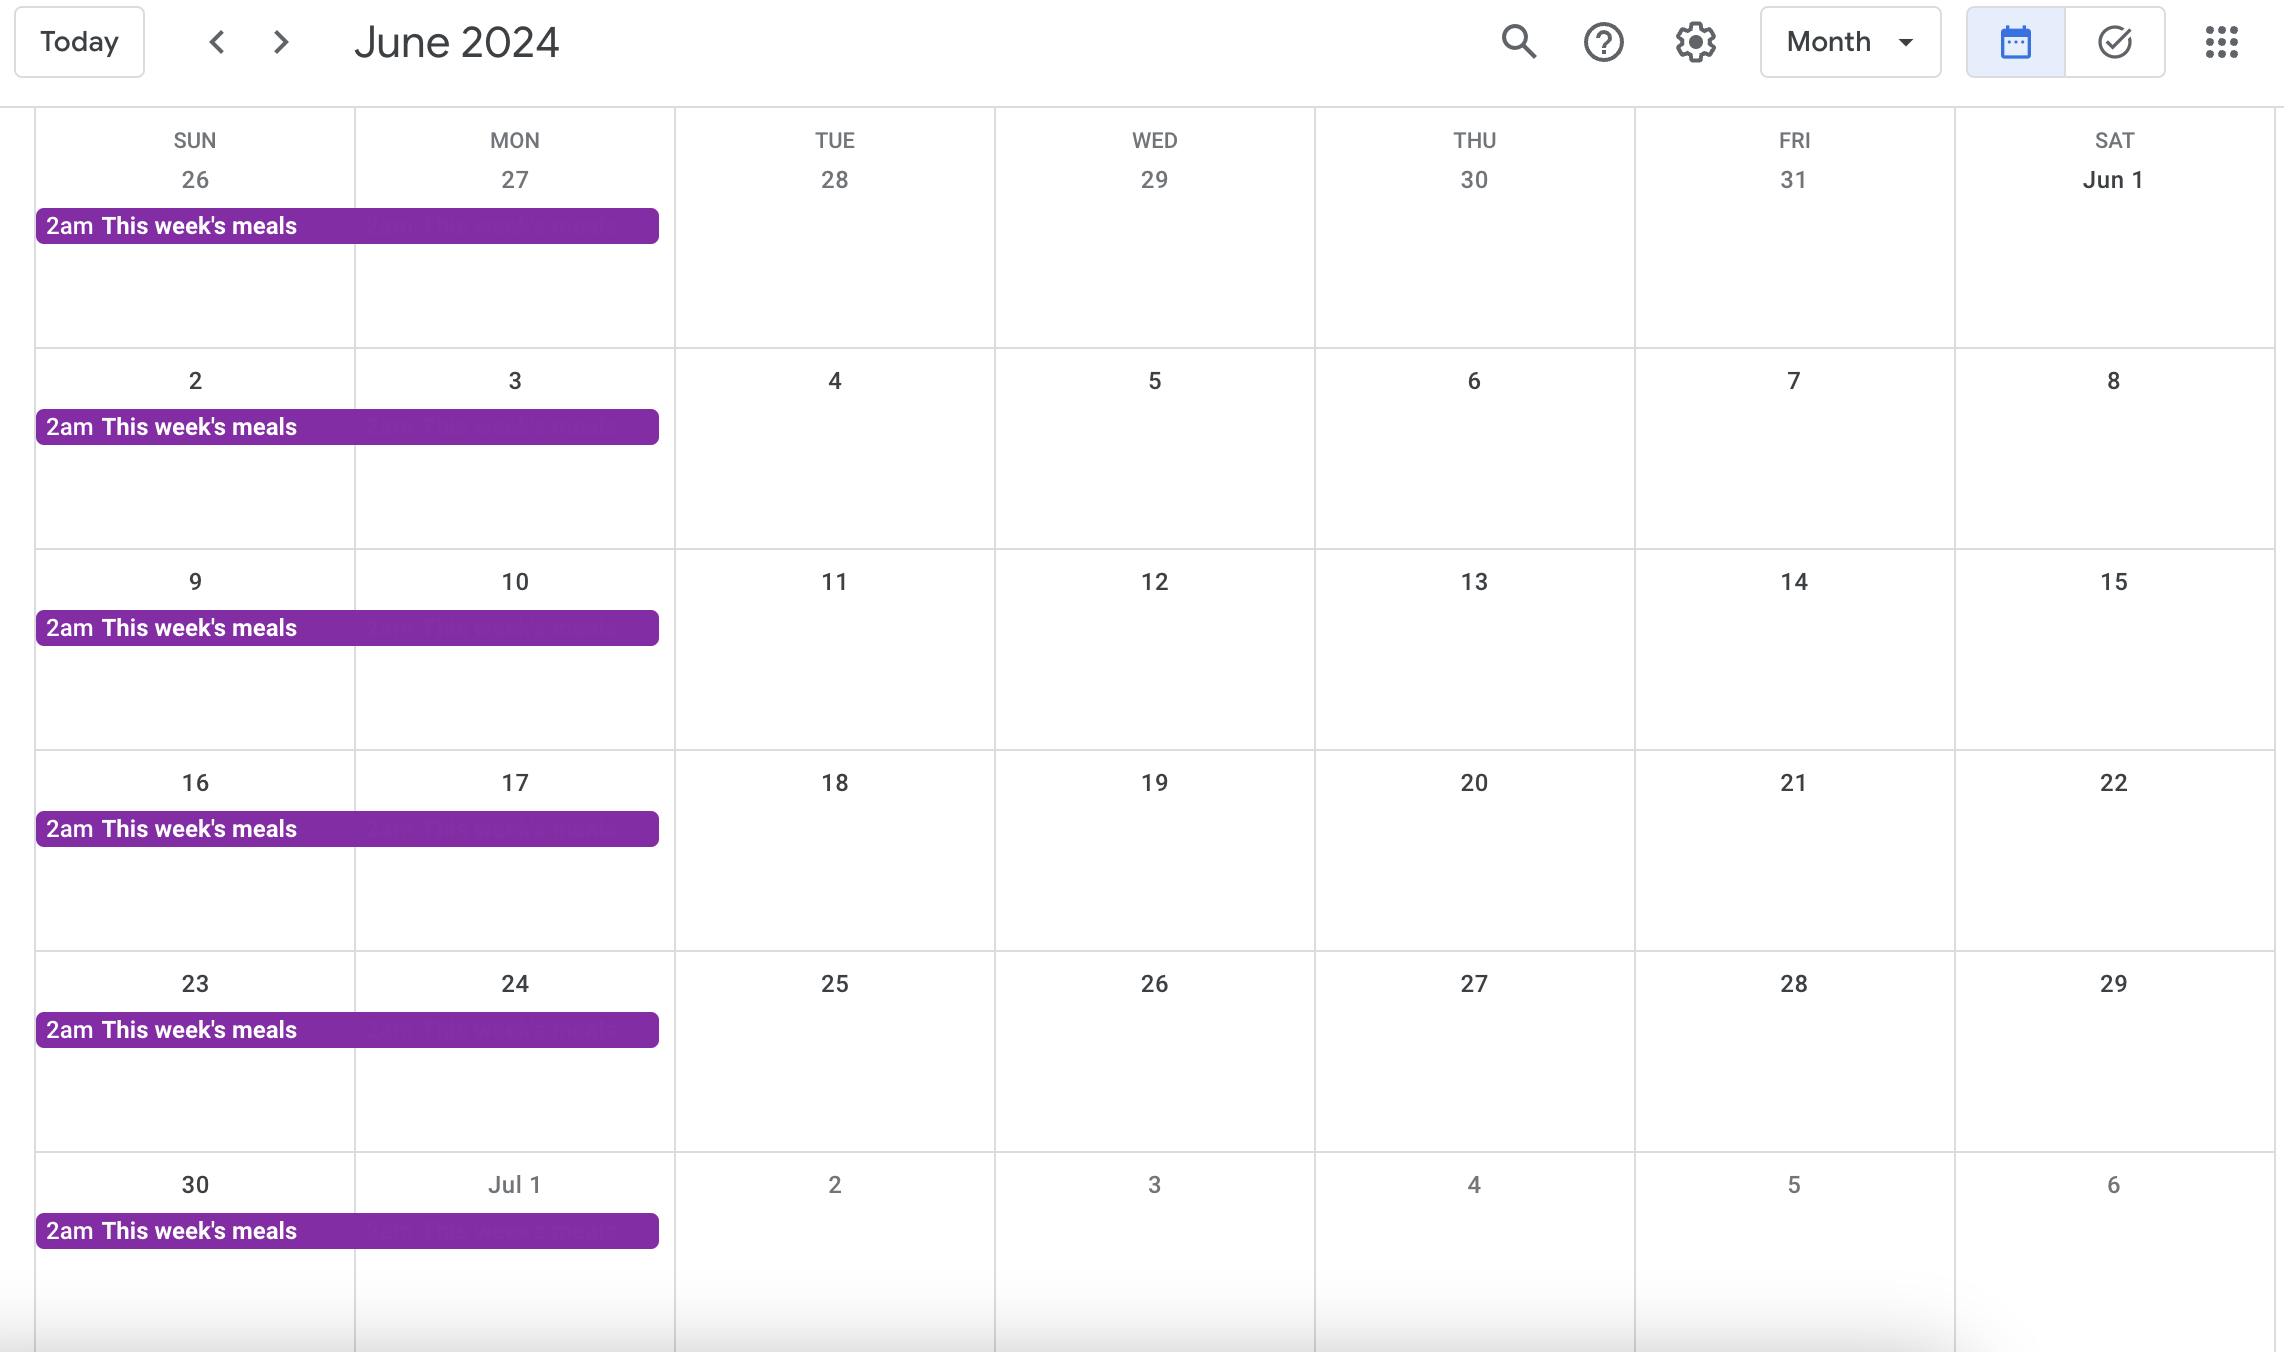 Today June 2024 Month
SUN MON TUE WED THU FRI SAT
26 27 28 29 30 31 Jun 1
2am This week's meals
2 3 4 5 6 7 8
2am This week's meals
9 10 11 12 13 14 15
2am This week's meals
16 17 18 19 20 21 22
2am This week's meals
23 24 25 26 27 28 29
2am This week's meals
30 Jul 1 2 3 4 5 6
2am This week's meals